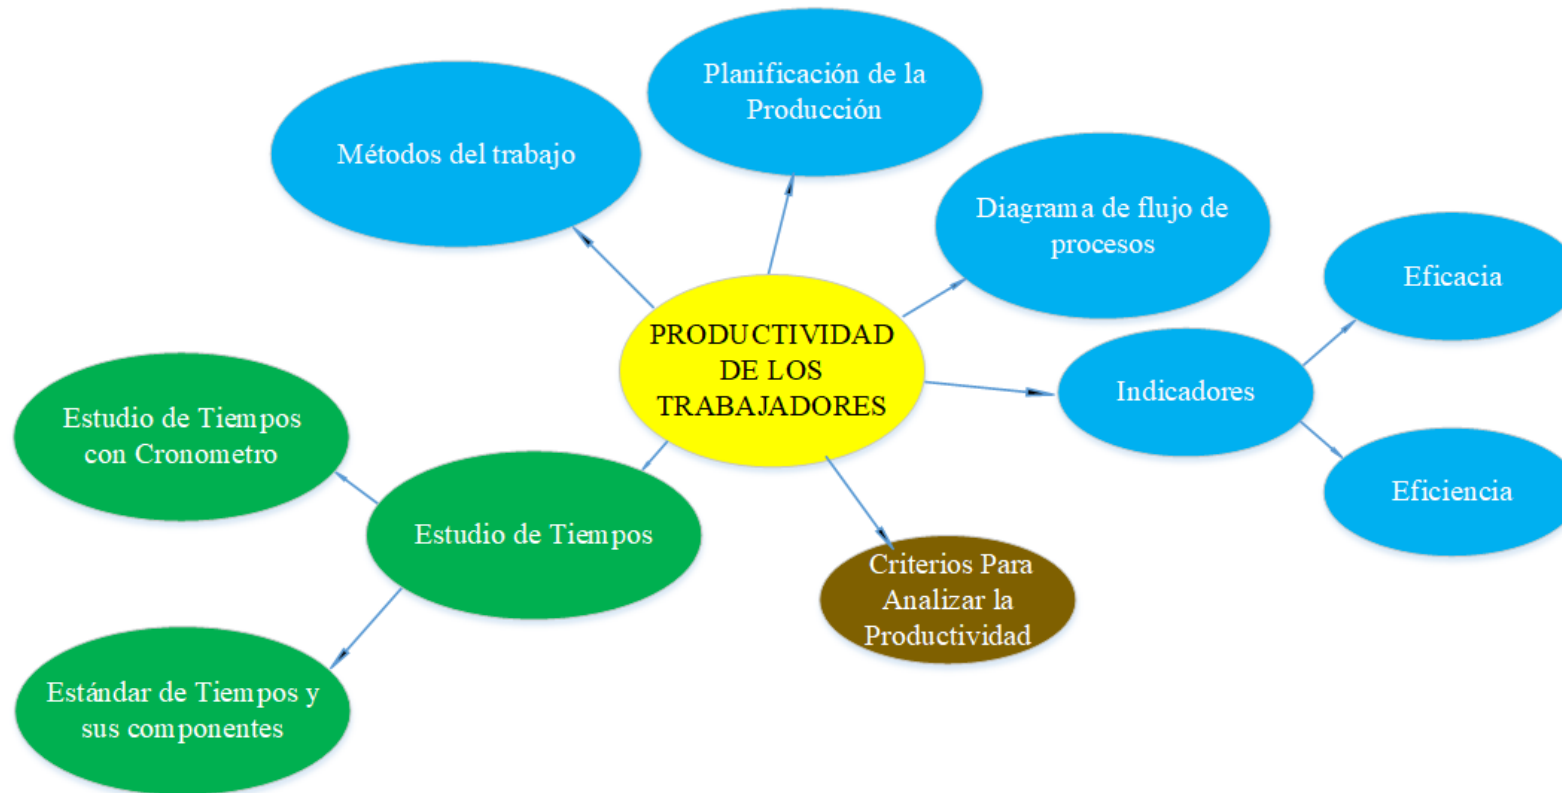 Planificación de la
Producción
Métodos del trabajo
Diagrama de flujo de
procesos
Eficacia
PRODUCTIVIDAD
DE LOS
TRABAJADORES
Indicadores
Estudio de Tiempos
con Cronometro
Eficiencia
Estudio de Tiempos
Criterios Para
Analizar la
Productividad
Estándar de Tiempos y
sus componentes